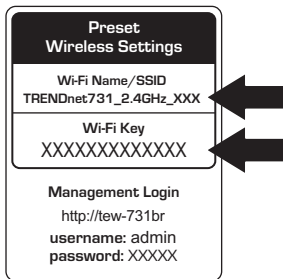 Preset
Wireless Settings
Wi-Fi Name/SSID
TRENDnet731_2.4GHz_XXX
Wi-Fi Key
XXXXXXXXXXXXX
Management Login
http://tew-731br
username: admin
password: XXXXX